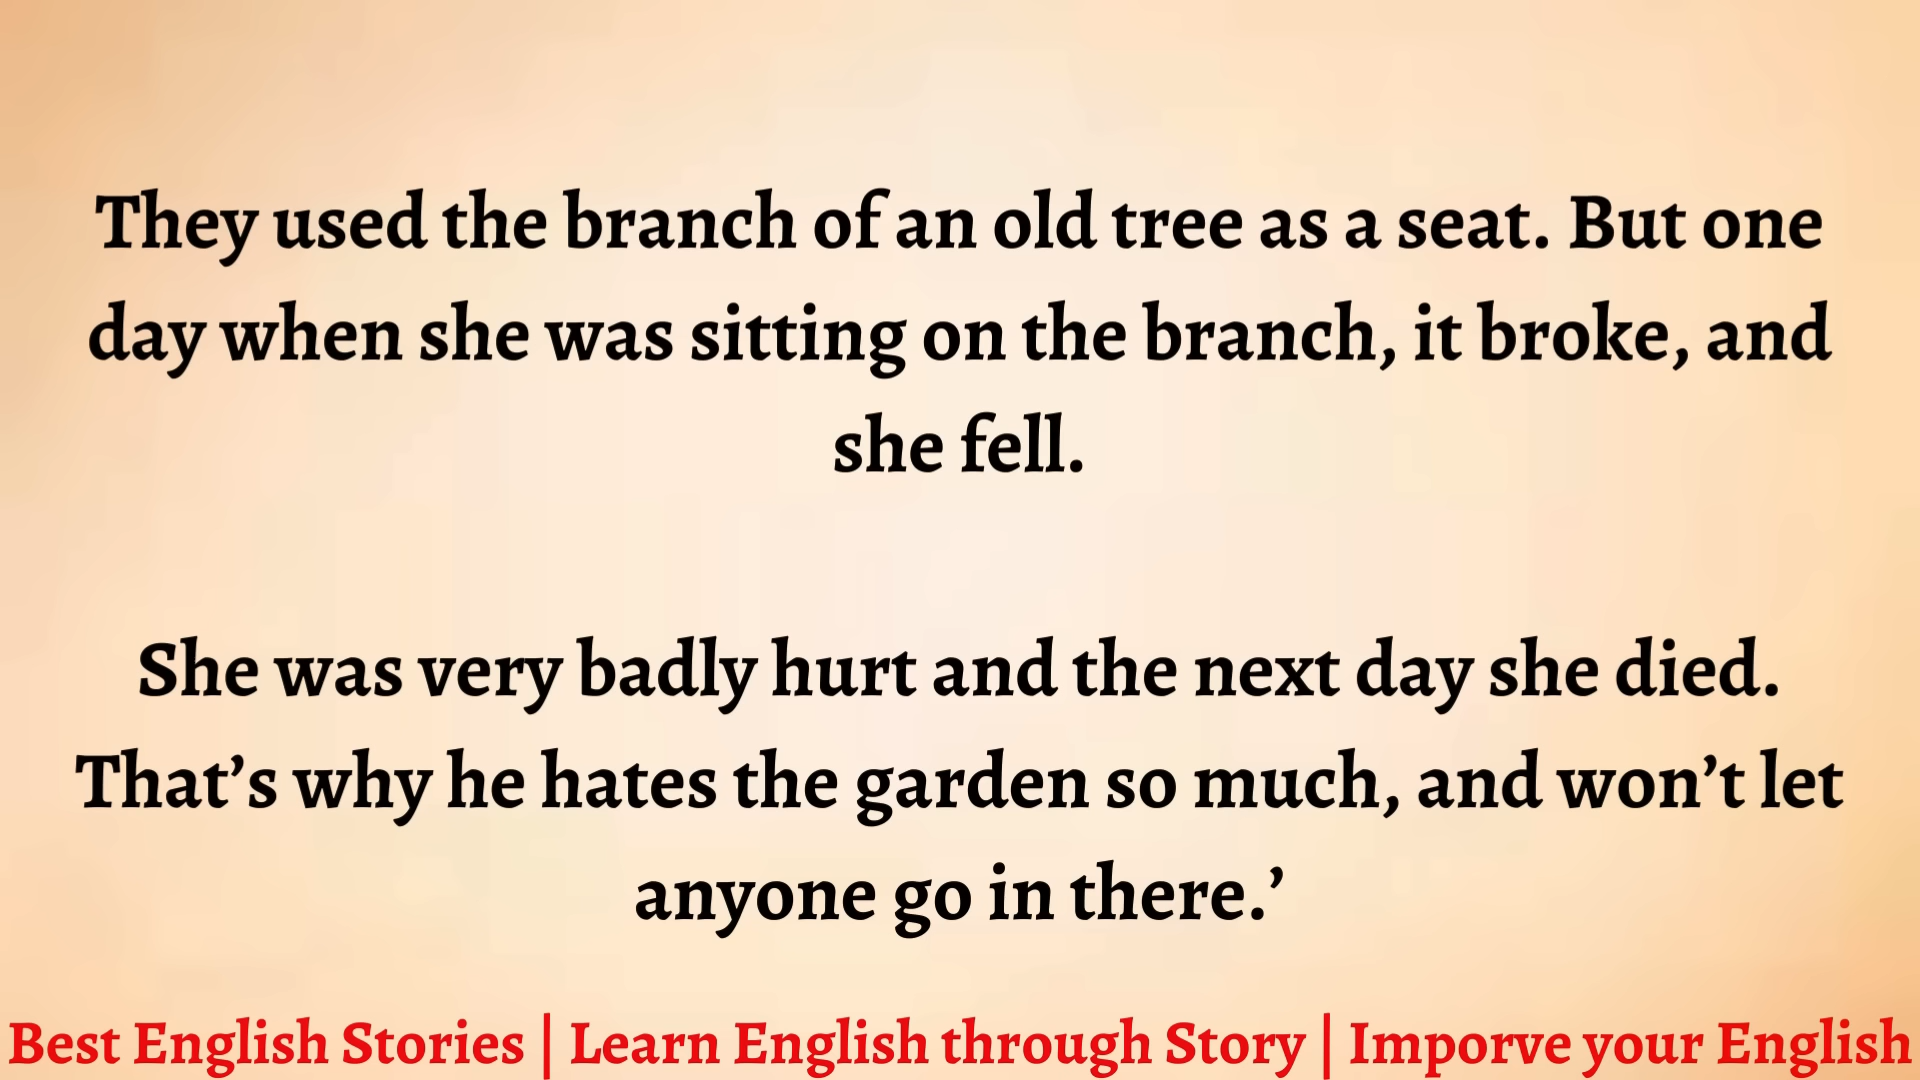 They used the branch of an old tree as a seat. But one
day when she was sitting on the branch, it broke, and
she fell.
She was very badly hurt and the next day she died.
That’s why he hates the garden so much, and won’t let
anyone go in there.’
Best English Stories | Learn English through Story | Imporve your English